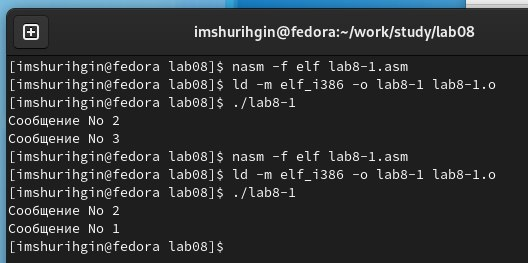 imshurihgin@fedora:~/work/study/lab08
[imshurihgin@fedora lab08]$ nasm -f elf lab8-1.asm
[imshurihgin@fedora lab08]$ ld -m elf_i386 -o lab8-1 lab8-1.o
[imshurihgin@fedora lab08]$ ./lab8-1
Сообщение No 2
Сообщение No 3
[imshurihgin@fedora lab08]$ nasm -f elf lab8-1.asm
[imshurihgin@fedora lab08]$ ld -m elf_i386 -o lab8-1 lab8-1.o
[imshurihgin@fedora lab08]$ ./lab8-1
Сообщение No 2
Сообщение No 1
[imshurihgin@fedora lab08]$